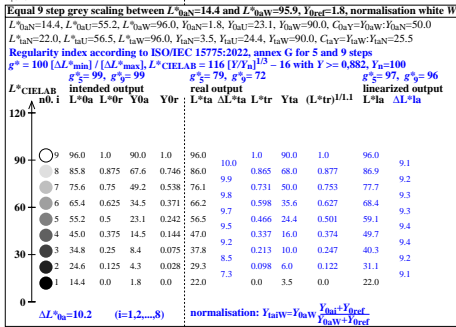 Equal 9 step grey scaling between L*0aN=14.4 and L*0aW=95.9, Y0ref=1.8, normalisation white W
L*0aN=14.4, L*0aU=55.2, L*0aW=96.0, Y0aN=1.8, Y0aU=23.1, Y0aW=90.0, C0aY=Y0aW:Y0aN=50.0
L*taN=22.0, L*taU=56.5, L*taW=96.0, YtaN=3.5, YtaU=24.4, YtaW=90.0, CtaY=YtaW:YtaN=25.5
Regularity index according to ISO/IEC 15775:2022, annex G for 5 and 9 steps
g* = 100 [ΔL*min] / [ΔL*max], L*CIELAB = 116 [Y/Yn]1/3 − 16 with Y >= 0,882, Yn=100
g*5= 99, g*9= 99 g*5= 79, g*9= 72 g*5= 97, g*9= 96
L*CIELAB intended output real output linearized output
n0. i L*0a L*0r Y0a Y0r L*ta ΔL*ta L*tr Yta (L*tr)1/1.1 L*la ΔL*la
120
9 96.0 1.0 90.0 1.0 96.0 1.0 90.0 1.0 96.0
10.0 9.1
90
8 85.8 0.875 67.6 0.746 86.0 0.865 68.0 0.877 86.9
9.9 9.2
7 75.6 0.75 49.2 0.538 76.1 0.731 50.0 0.753 77.7
9.8 9.3
60
6 65.4 0.625 34.5 0.371 66.2 0.598 35.6 0.627 68.4
9.7 9.3
5 55.2 0.5 23.1 0.242 56.5 0.466 24.4 0.501 59.1
9.5 9.4
4 45.0 0.375 14.5 0.144 47.0 0.337 16.0 0.374 49.7
9.2 9.4
30
3 34.8 0.25 8.4 0.075 37.8 0.213 10.0 0.247 40.3
8.5 9.2
2 24.6 0.125 4.3 0.028 29.3 0.098 6.0 0.122 31.1
7.3 9.1
1 14.4 0.0 1.8 0.0 22.0 0.0 3.5 0.0 22.0
0
ΔL*0a=10.2 (i=1,2,...,8) normalisation: YtaiW=Y0aW (Y0ai+Y0ref)/(Y0aW+Y0ref)